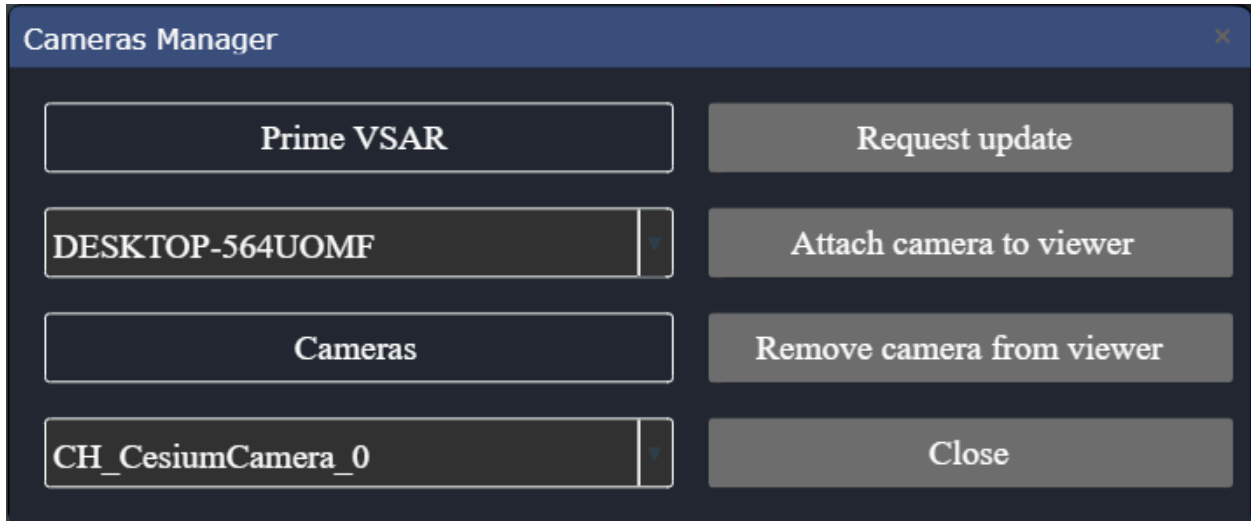 Cameras Manager
Prime VSAR
Request update
DESKTOP-564UOMF
Attach camera to viewer
Cameras
Remove camera from viewer
CH_CesiumCamera_0
Close